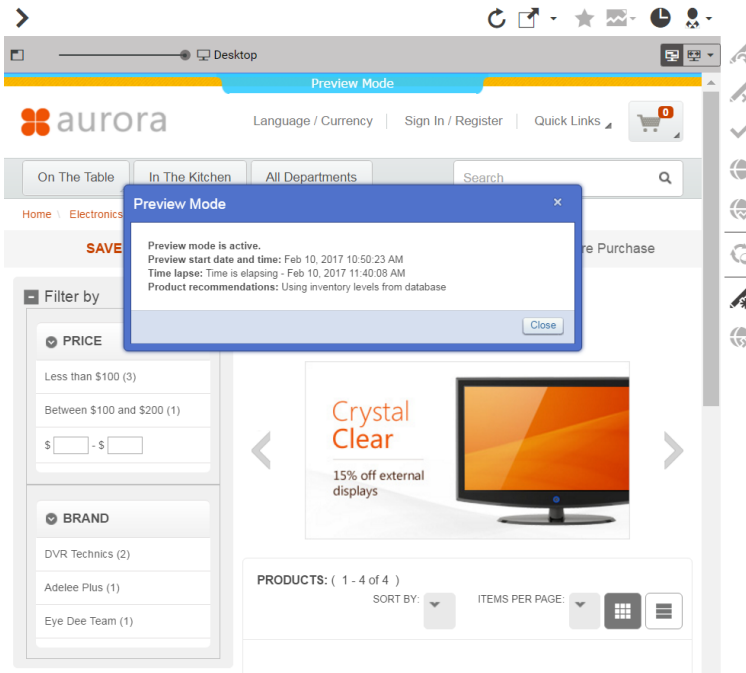 Desktop
Preview Mode
aurora
Language / Currency
Sign In / Register
Quick Links
0
On The Table
In The Kitchen
All Departments
Search
Home \ Electronics
Preview Mode
×
SAVE
re Purchase
Preview mode is active.
Preview start date and time: Feb 10, 2017 10:50:23 AM
Time lapse: Time is elapsing - Feb 10, 2017 11:40:08 AM
Product recommendations: Using inventory levels from database
Close
Filter by
PRICE
Less than $100 (3)
Between $100 and $200 (1)
$ - $
BRAND
DVR Technics (2)
Adelee Plus (1)
Eye Dee Team (1)
Crystal
Clear
15% off external
displays
PRODUCTS: ( 1 - 4 of 4 )
SORT BY:
ITEMS PER PAGE: